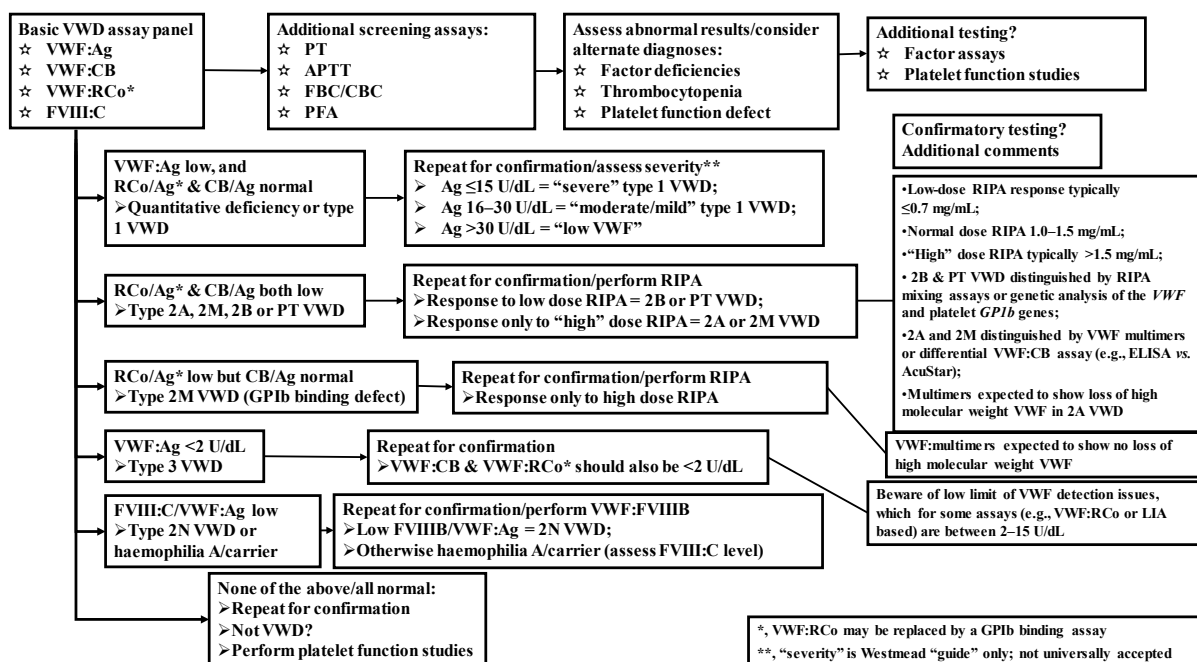 Basic VWD assay panel
☆ VWF:Ag
☆ VWF:CB
☆ VWF:RCo*
☆ FVIII:C
Additional screening assays:
☆ PT
☆ APTT
☆ FBC/CBC
☆ PFA
Assess abnormal results/consider
alternate diagnoses:
☆ Factor deficiencies
☆ Thrombocytopenia
☆ Platelet function defect
Additional testing?
☆ Factor assays
☆ Platelet function studies
Confirmatory testing?
Additional comments
VWF:Ag low, and
RCo/Ag* & CB/Ag normal
➢Quantitative deficiency or type
1 VWD
Repeat for confirmation/assess severity**
➢ Ag ≤15 U/dL = “severe” type 1 VWD;
➢ Ag 16–30 U/dL = “moderate/mild” type 1 VWD;
➢ Ag >30 U/dL = “low VWF”
•Low-dose RIPA response typically
≤0.7 mg/mL;
•Normal dose RIPA 1.0–1.5 mg/mL;
•“High” dose RIPA typically >1.5 mg/mL;
• 2B & PT VWD distinguished by RIPA
mixing assays or genetic analysis of the VWF
and platelet GP1b genes;
•2A and 2M distinguished by VWF multimers
or differential VWF:CB assay (e.g., ELISA vs.
AcuStar);
•Multimers expected to show loss of high
molecular weight VWF in 2A VWD
RCo/Ag* & CB/Ag both low
➢Type 2A, 2M, 2B or PT VWD
Repeat for confirmation/perform RIPA
➢Response to low dose RIPA = 2B or PT VWD;
➢Response only to “high” dose RIPA = 2A or 2M VWD
RCo/Ag* low but CB/Ag normal
➢Type 2M VWD (GPIb binding defect)
Repeat for confirmation/perform RIPA
➢Response only to high dose RIPA
VWF:multimers expected to show no loss of
high molecular weight VWF
VWF:Ag <2 U/dL
➢Type 3 VWD
Repeat for confirmation
➢VWF:CB & VWF:RCo* should also be <2 U/dL
Beware of low limit of VWF detection issues,
which for some assays (e.g., VWF:RCo or LIA
based) are between 2–15 U/dL
FVIII:C/VWF:Ag low
➢Type 2N VWD or
haemophilia A/carrier
Repeat for confirmation/perform VWF:FVIIIB
➢Low FVIIIB/VWF:Ag = 2N VWD;
➢Otherwise haemophilia A/carrier (assess FVIII:C level)
None of the above/all normal:
➢Repeat for confirmation
➢Not VWD?
➢Perform platelet function studies
*, VWF:RCo may be replaced by a GPIb binding assay
**, “severity” is Westmead “guide” only; not universally accepted